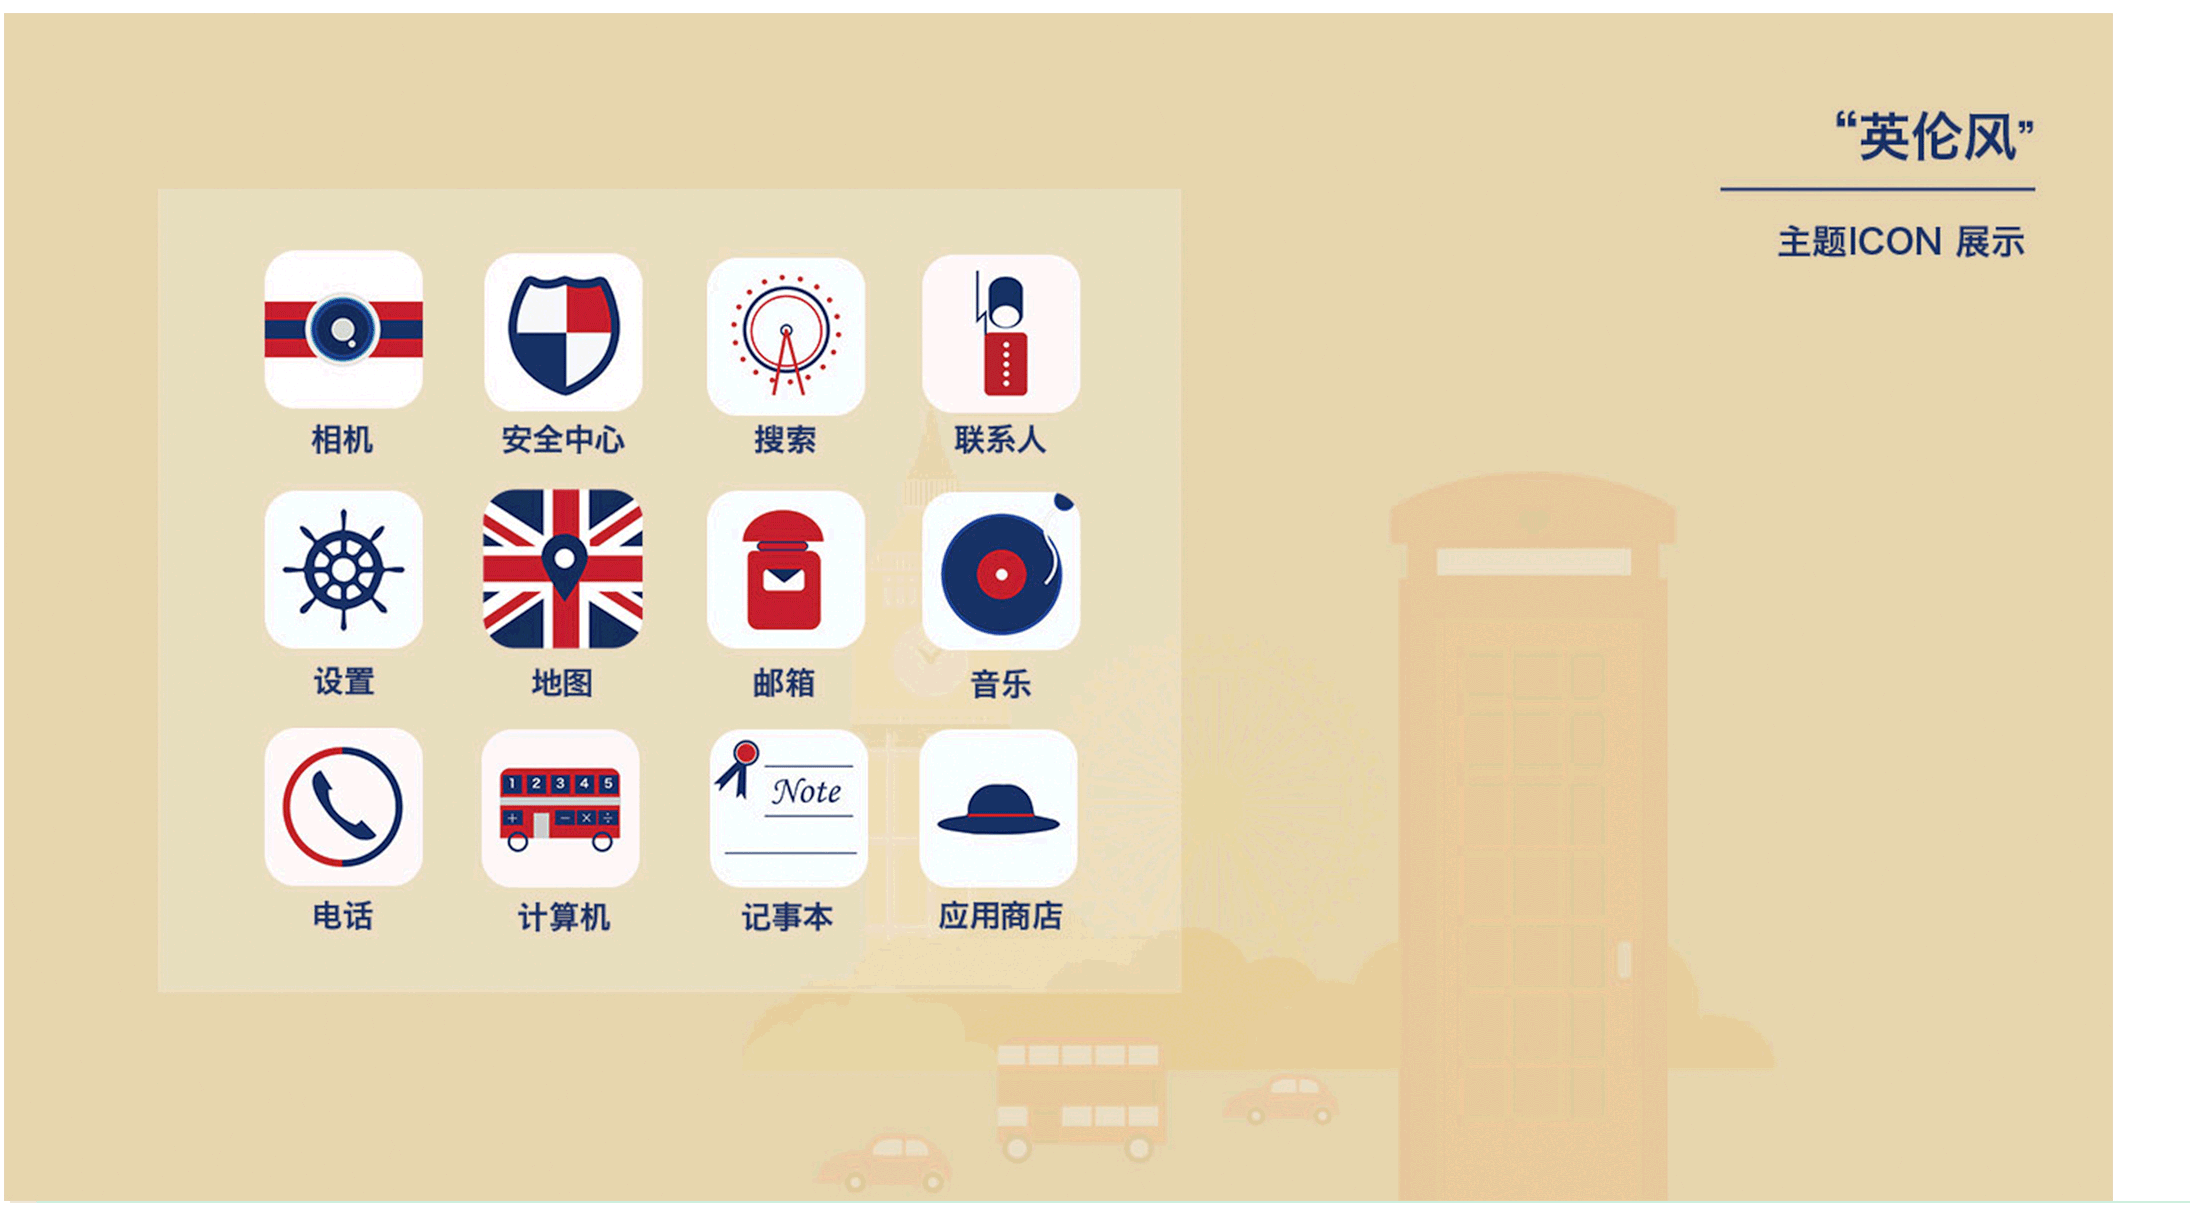 “英伦风”
主题ICON 展示
相机 安全中心 搜索 联系人
设置 地图 邮箱 音乐
1 2 3 4 5
+ − × ÷
Note
电话 计算机 记事本 应用商店